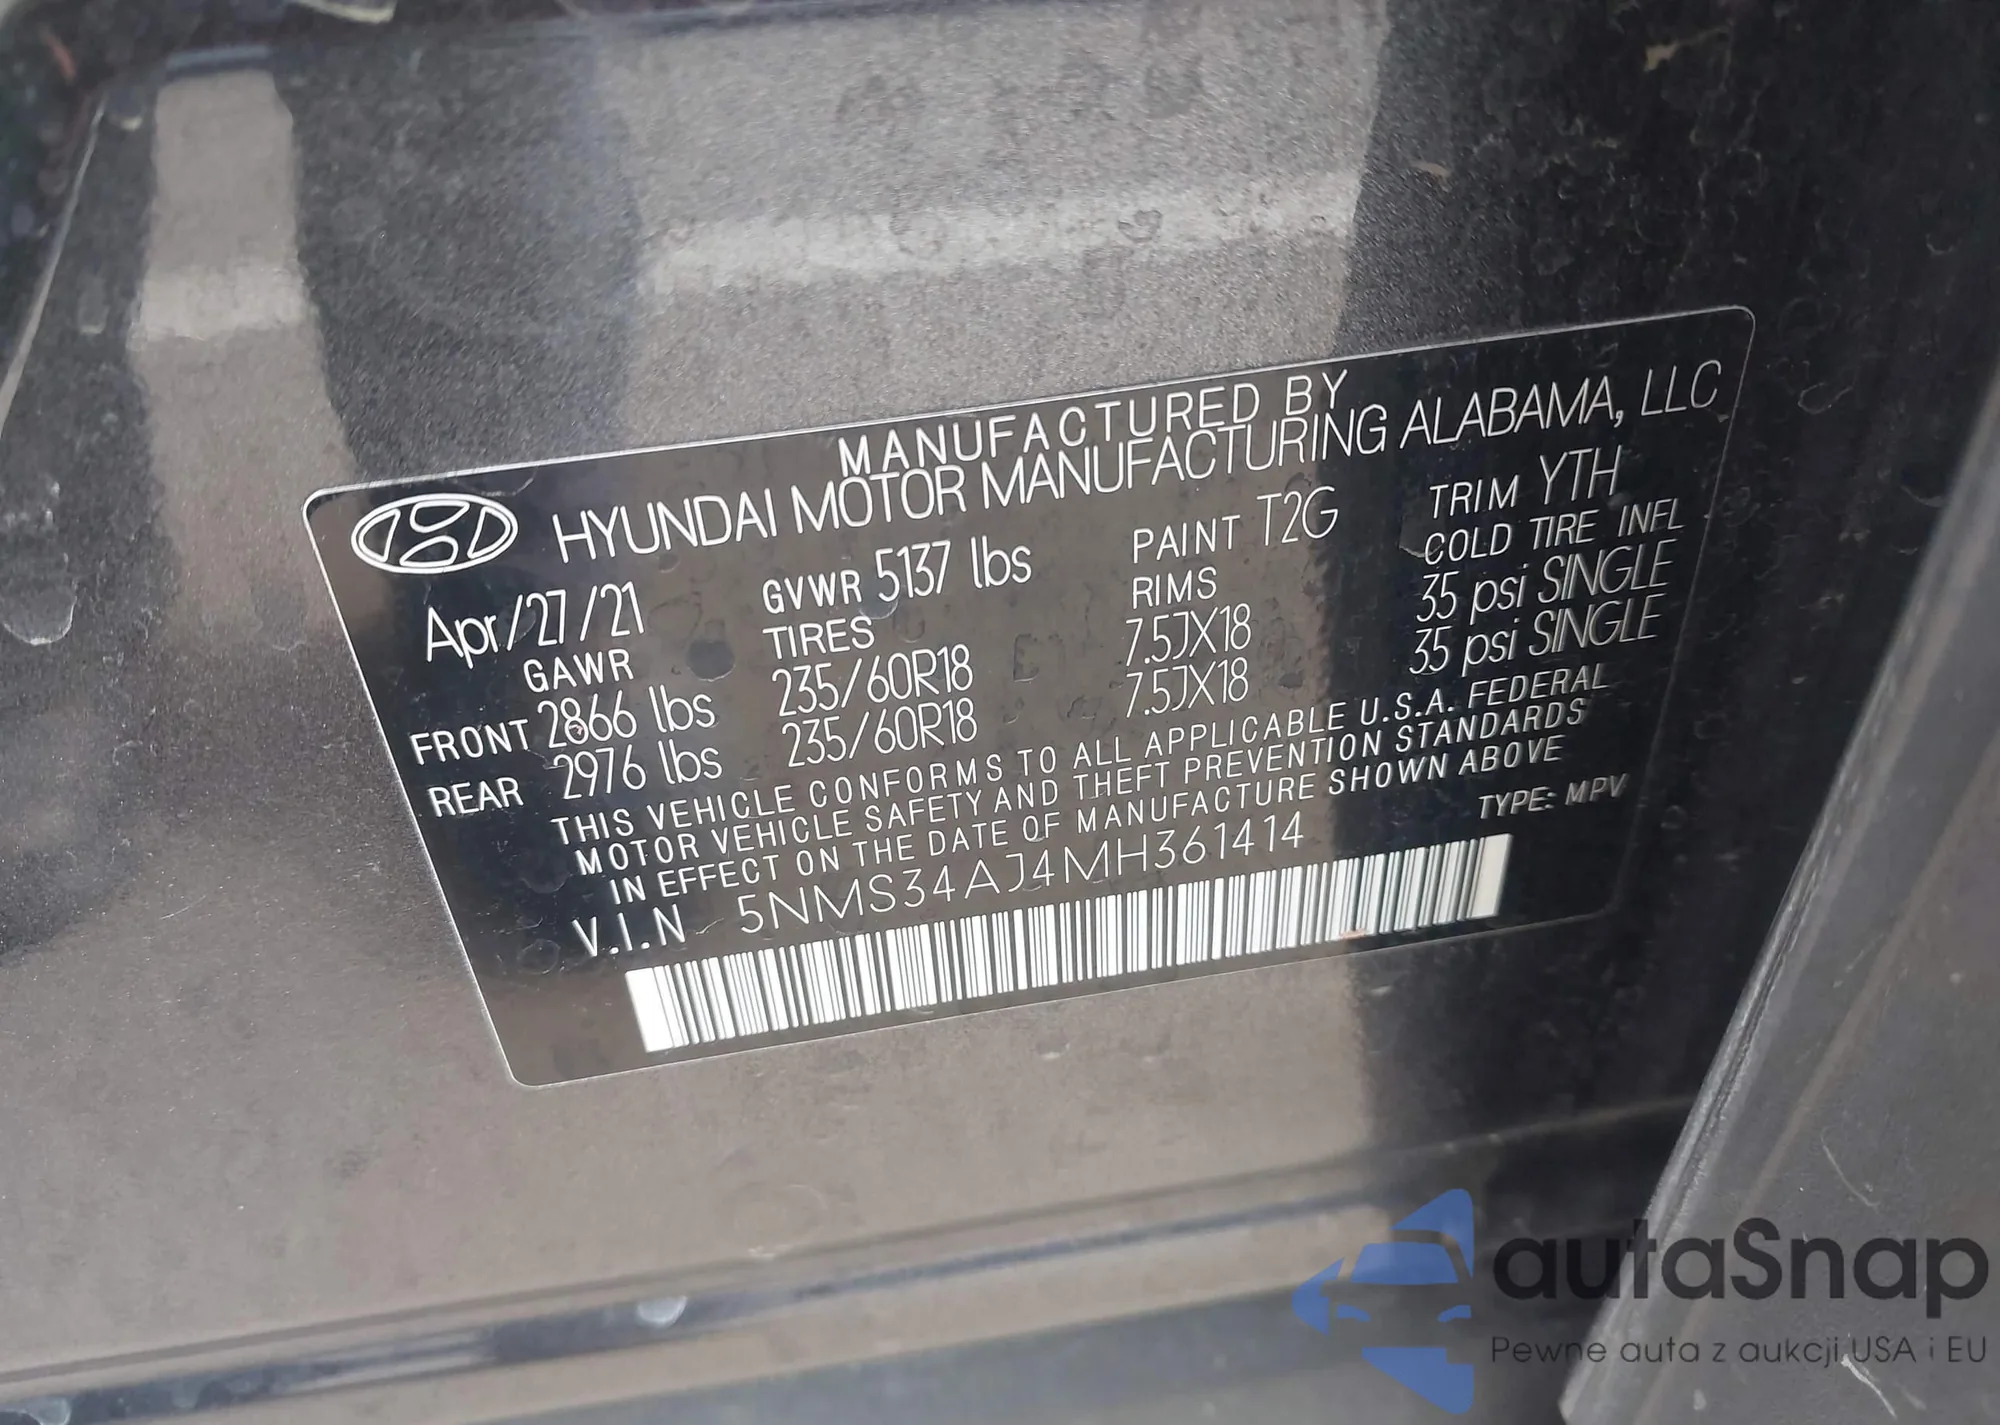 MANUFACTURED BY
HYUNDAI MOTOR MANUFACTURING ALABAMA, LLC
Apr/27/21 GVWR 5137 lbs PAINT T2G TRIM YTH
GAWR TIRES RIMS COLD TIRE INFL
FRONT 2866 lbs 235/60R18 7.5JX18 35 psi SINGLE
REAR 2976 lbs 235/60R18 7.5JX18 35 psi SINGLE
THIS VEHICLE CONFORMS TO ALL APPLICABLE U.S.A. FEDERAL
MOTOR VEHICLE SAFETY AND THEFT PREVENTION STANDARDS
IN EFFECT ON THE DATE OF MANUFACTURE SHOWN ABOVE
V.I.N 5NMS34AJ4MH361414 TYPE: MPV
autaSnap
Pewne auta z aukcji USA i EU